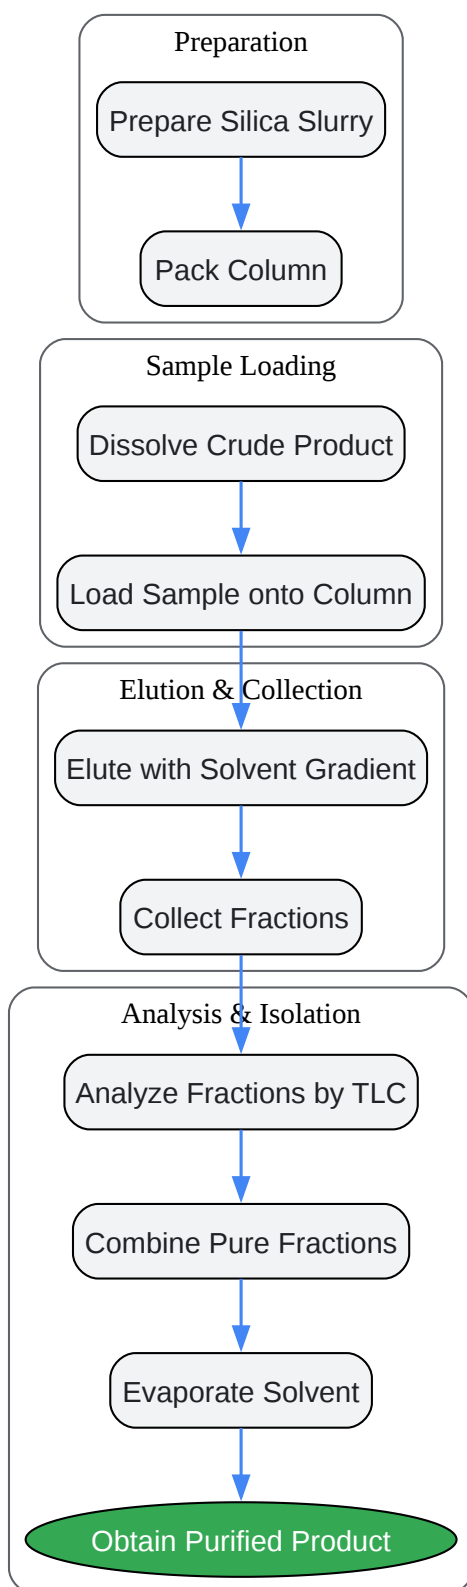 Preparation
Prepare Silica Slurry
Pack Column
Sample Loading
Dissolve Crude Product
Load Sample onto Column
Elution & Collection
Elute with Solvent Gradient
Collect Fractions
Analysis & Isolation
Analyze Fractions by TLC
Combine Pure Fractions
Evaporate Solvent
Obtain Purified Product